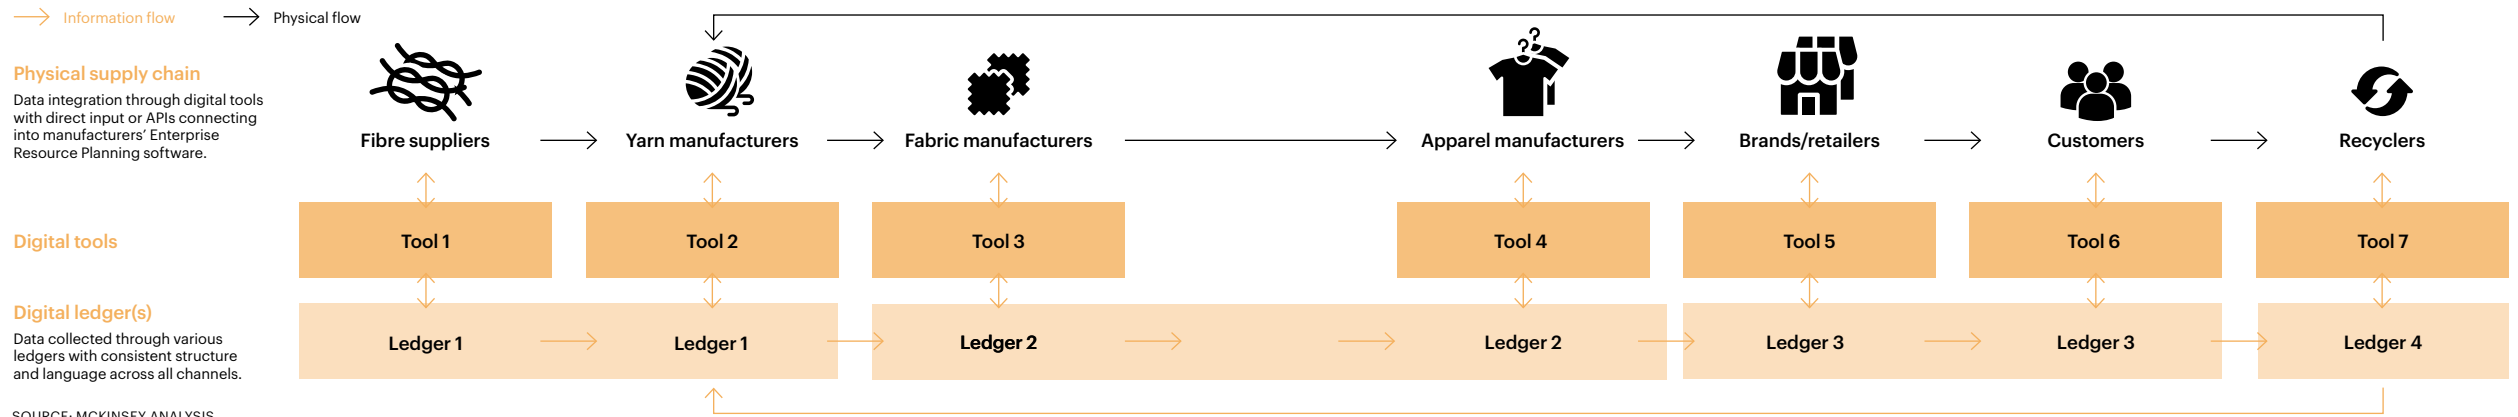 Information flow
Physical flow
Physical supply chain
Data integration through digital tools
with direct input or APIs connecting
into manufacturers’ Enterprise
Resource Planning software.
Fibre suppliers
Yarn manufacturers
Fabric manufacturers
? ?
Apparel manufacturers
Brands/retailers
Customers
Recyclers
Digital tools
Tool 1
Tool 2
Tool 3
Tool 4
Tool 5
Tool 6
Tool 7
Digital ledger(s)
Data collected through various
ledgers with consistent structure
and language across all channels.
Ledger 1
Ledger 1
Ledger 2
Ledger 2
Ledger 3
Ledger 3
Ledger 4
SOURCE: MCKINSEY ANALYSIS